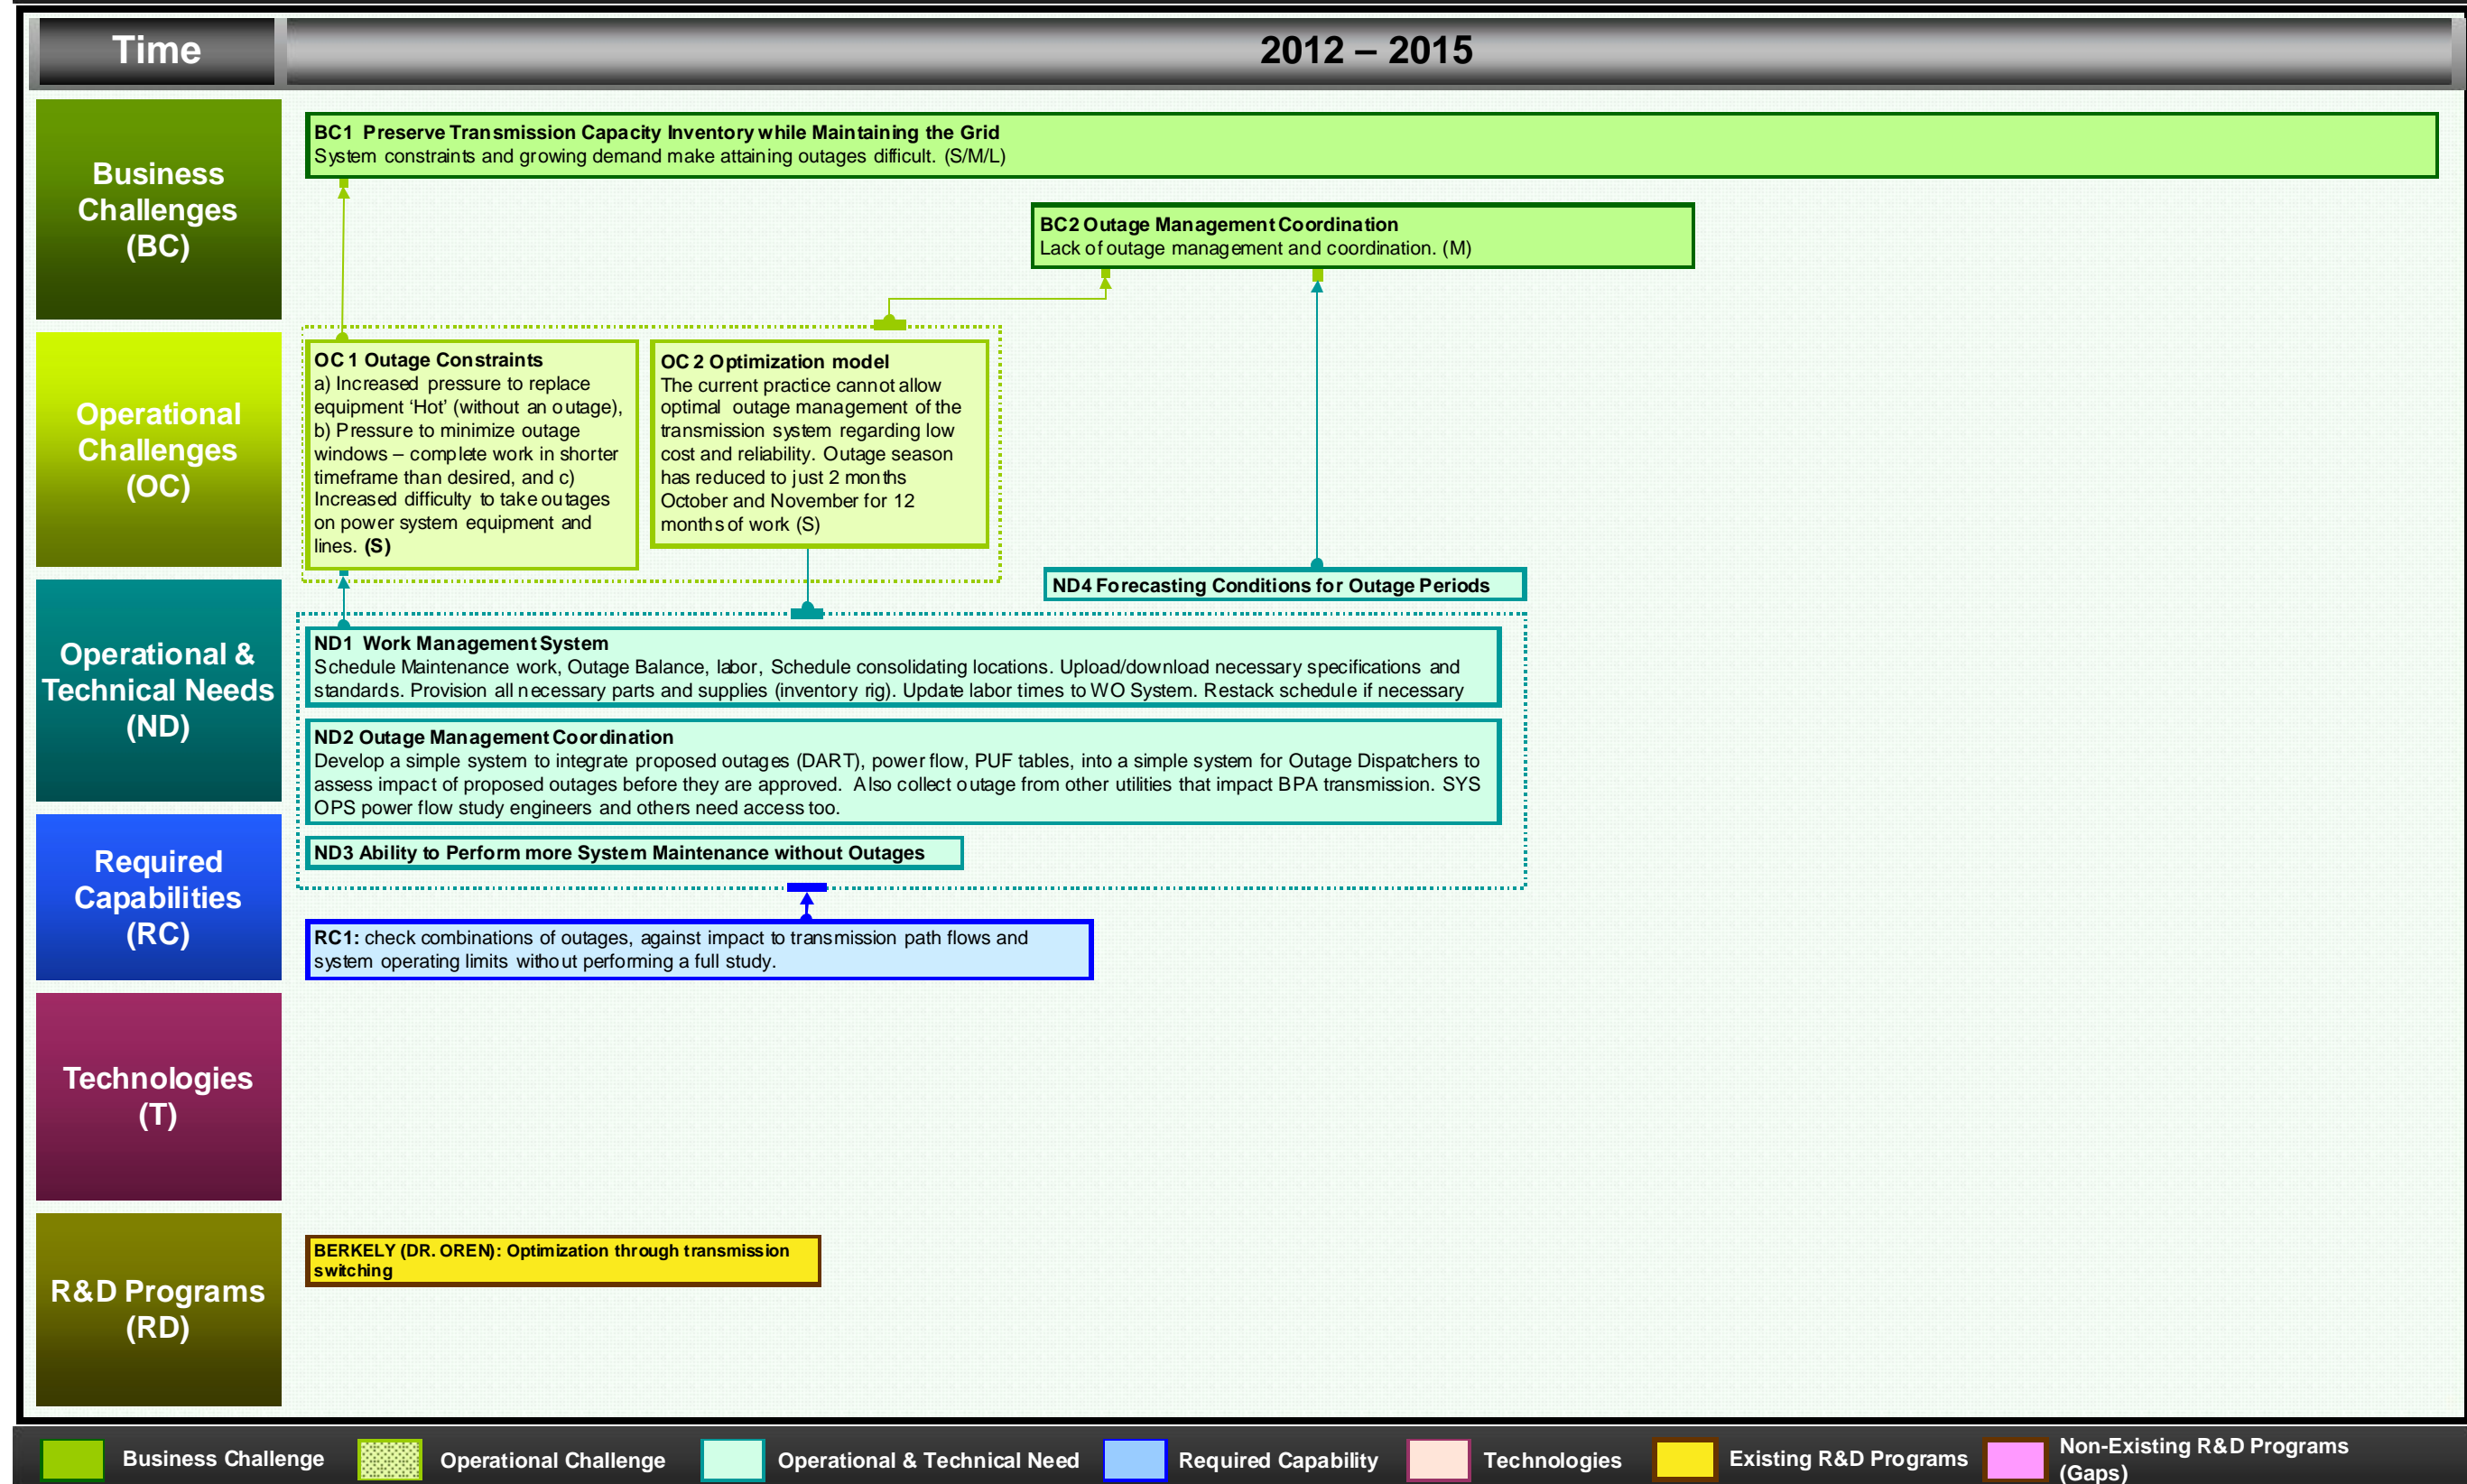 Time
2012 – 2015
Business
Challenges
(BC)
BC1 Preserve Transmission Capacity Inventory while Maintaining the Grid
System constraints and growing demand make attaining outages difficult. (S/M/L)
BC2 Outage Management Coordination
Lack of outage management and coordination. (M)
Operational
Challenges
(OC)
OC 1 Outage Constraints
a) Increased pressure to replace
equipment ‘Hot’ (without an outage),
b) Pressure to minimize outage
windows – complete work in shorter
timeframe than desired, and c)
Increased difficulty to take outages
on power system equipment and
lines. (S)
OC 2 Optimization model
The current practice cannot allow
optimal outage management of the
transmission system regarding low
cost and reliability. Outage season
has reduced to just 2 months
October and November for 12
months of work (S)
Operational &
Technical Needs
(ND)
ND4 Forecasting Conditions for Outage Periods
ND1 Work Management System
Schedule Maintenance work, Outage Balance, labor, Schedule consolidating locations. Upload/download necessary specifications and
standards. Provision all necessary parts and supplies (inventory rig). Update labor times to WO System. Restack schedule if necessary
ND2 Outage Management Coordination
Develop a simple system to integrate proposed outages (DART), power flow, PUF tables, into a simple system for Outage Dispatchers to
assess impact of proposed outages before they are approved. Also collect outage from other utilities that impact BPA transmission. SYS
OPS power flow study engineers and others need access too.
ND3 Ability to Perform more System Maintenance without Outages
Required
Capabilities
(RC)
RC1: check combinations of outages, against impact to transmission path flows and
system operating limits without performing a full study.
Technologies
(T)
R&D Programs
(RD)
BERKELY (DR. OREN): Optimization through transmission
switching
Business Challenge
Operational Challenge
Operational & Technical Need
Required Capability
Technologies
Existing R&D Programs
Non-Existing R&D Programs
(Gaps)